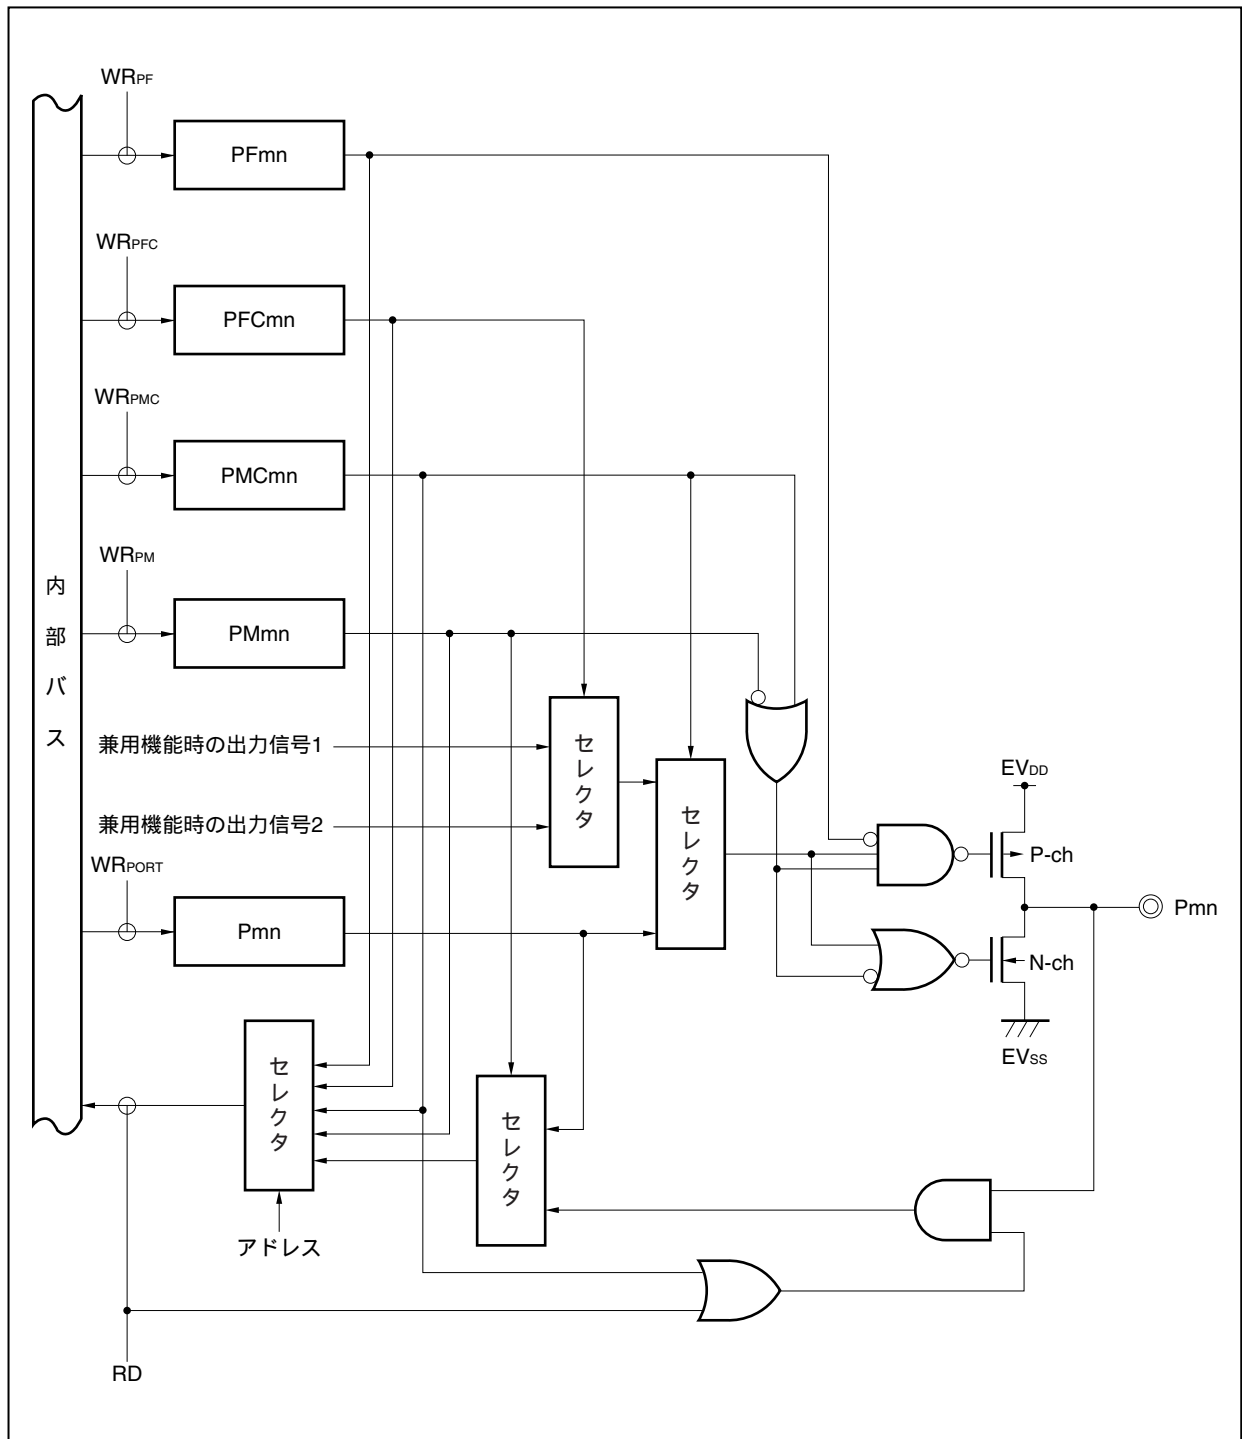 WRPF
PFmn
WRPFC
PFCmn
WRPMC
PMCmn
WRPM
PMmn
内部バス
兼用機能時の出力信号1
兼用機能時の出力信号2
セレクタ
セレクタ
WRPORT
Pmn
EVDD
P-ch
Pmn
N-ch
EVSS
セレクタ
セレクタ
アドレス
RD